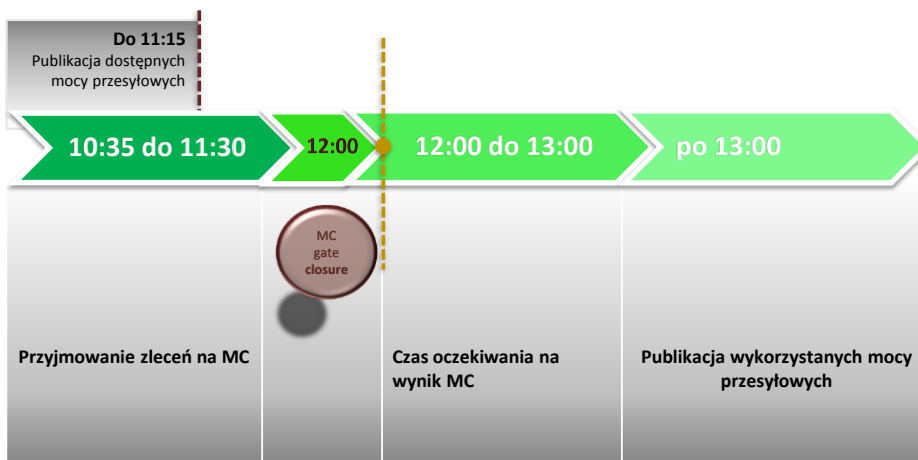 Do 11:15
Publikacja dostępnych
mocy przesyłowych
10:35 do 11:30
12:00
12:00 do 13:00
po 13:00
MC
gate
closure
Przyjmowanie zleceń na MC
Czas oczekiwania na
wynik MC
Publikacja wykorzystanych mocy
przesyłowych